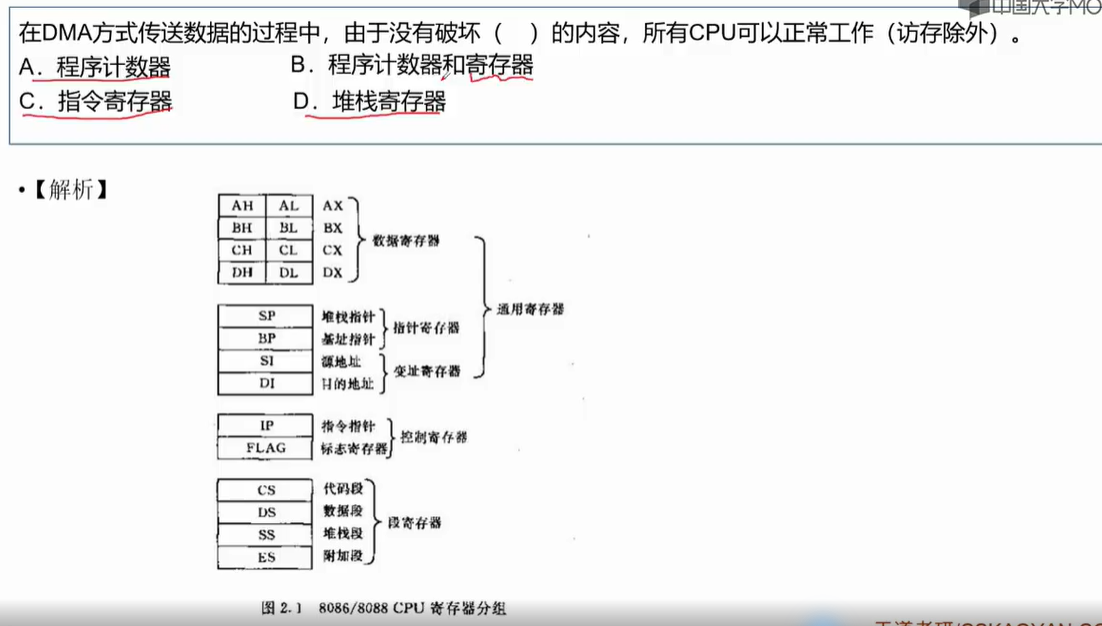 中国大学MO
在DMA方式传送数据的过程中，由于没有破坏（　）的内容，所有CPU可以正常工作（访存除外）。
A．程序计数器 B．程序计数器和寄存器
C．指令寄存器 D．堆栈寄存器
•【解析】
AH AL AX
BH BL BX
CH CL CX
DH DL DX
数据寄存器
SP 堆栈指针
BP 基址指针
指针寄存器
SI 源地址
DI 目的地址
变址寄存器
通用寄存器
IP 指令指针
FLAG 标志寄存器
控制寄存器
CS 代码段
DS 数据段
SS 堆栈段
ES 附加段
段寄存器
图 2.1 8086/8088 CPU 寄存器分组